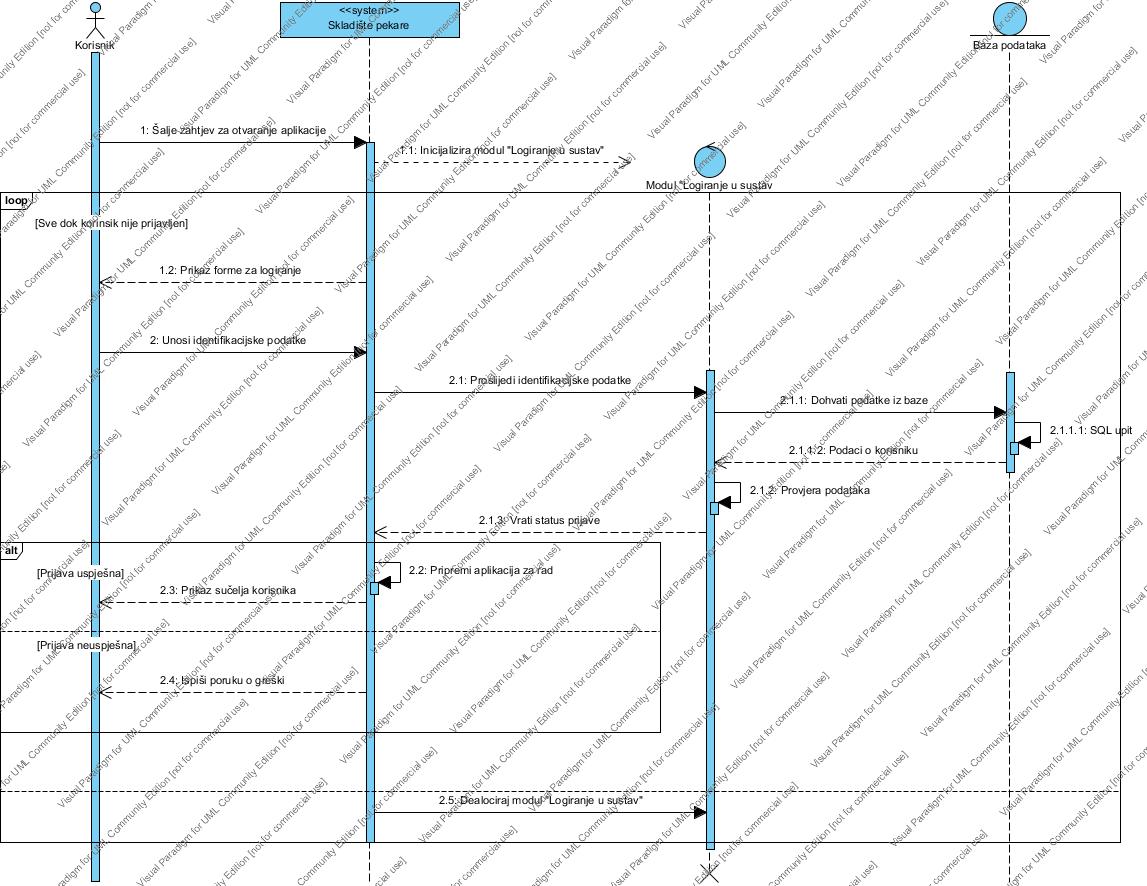 <<system>>
Skladište pekare
Korisnik
Baza podataka
1: Šalje zahtjev za otvaranje aplikacije
1.1: Inicijalizira modul "Logiranje u sustav"
Modul "Logiranje u sustav
loop
[Sve dok korinsik nije prijavljen]
1.2: Prikaz forme za logiranje
2: Unosi identifikacijske podatke
2.1: Proslijedi identifikacijske podatke
2.1.1: Dohvati podatke iz baze
2.1.1.1: SQL upit
2.1.1.2: Podaci o korisniku
2.1.2: Provjera podataka
2.1.3: Vrati status prijave
alt
[Prijava uspješna]
2.2: Pripremi aplikacija za rad
2.3: Prikaz sučelja korisnika
[Prijava neuspješna]
2.4: Ispiši poruku o greški
2.5: Dealociraj modul "Logiranje u sustav"
Visual Paradigm for UML Community Edition [not for commercial use]